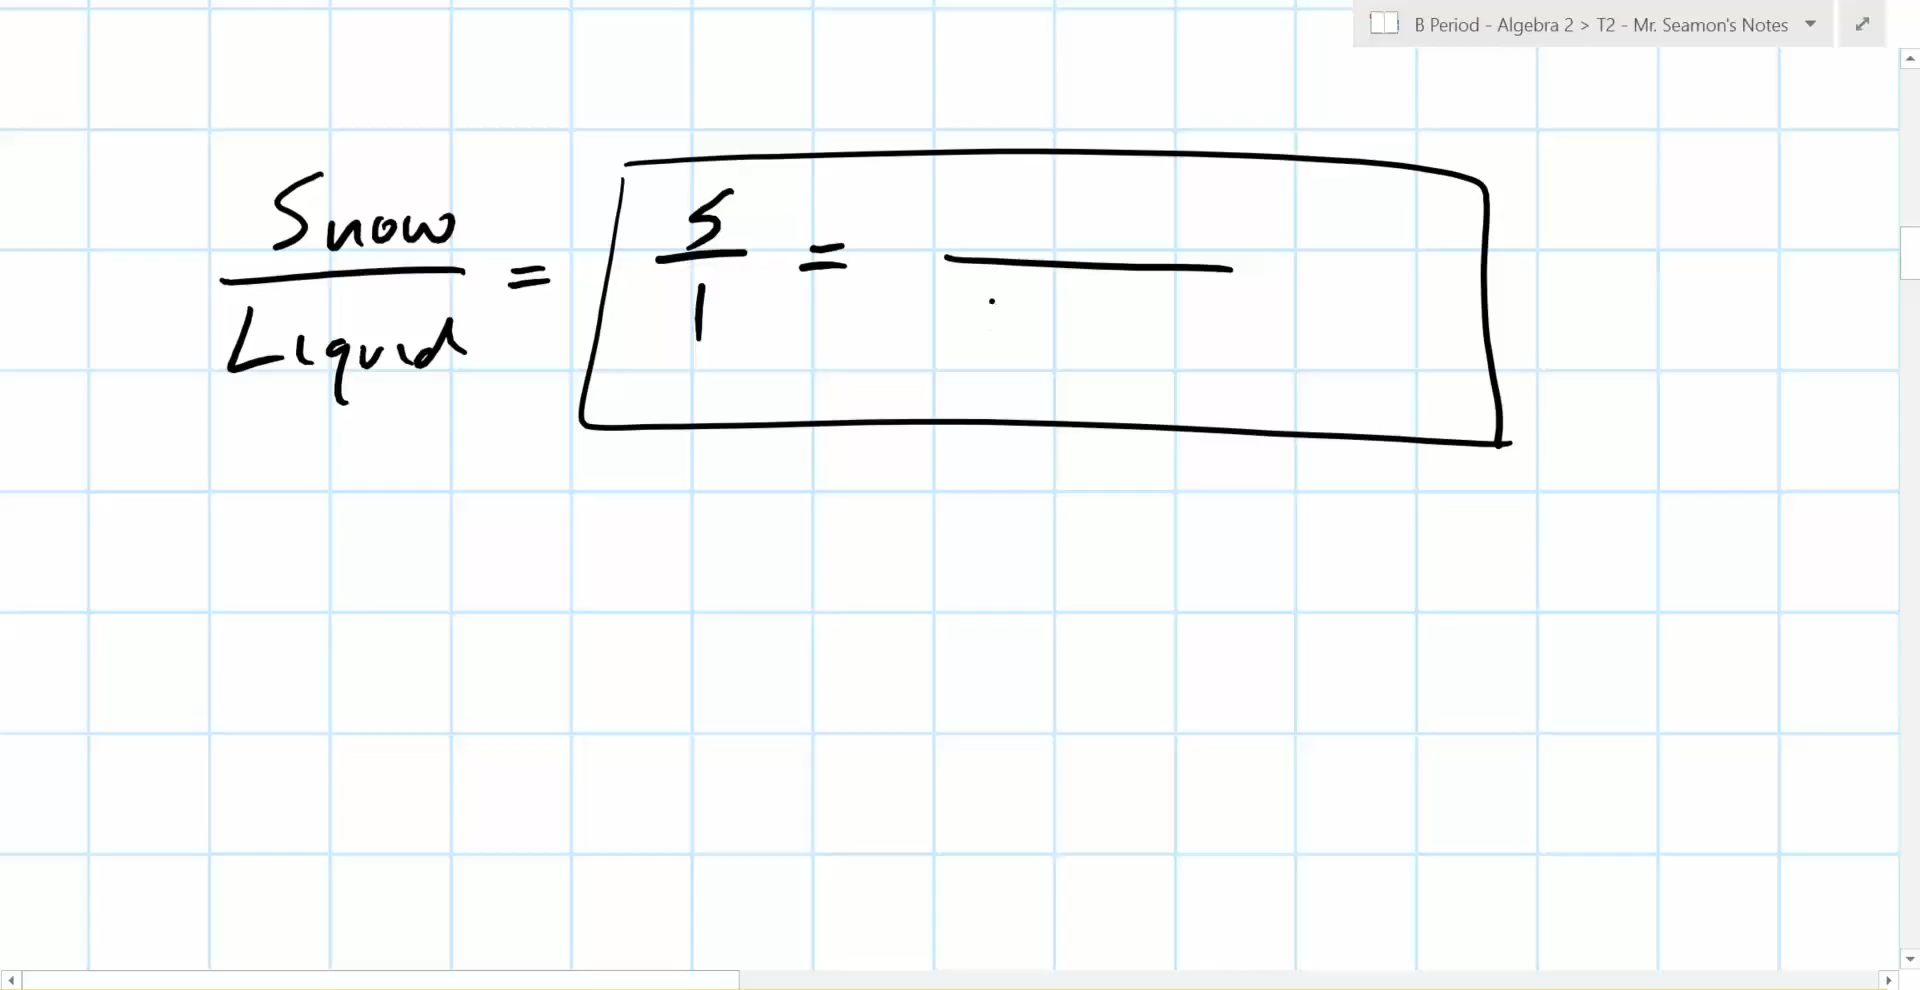 B Period - Algebra 2 > T2 - Mr. Seamon's Notes
Snow / Liquid = 5 / 1 =